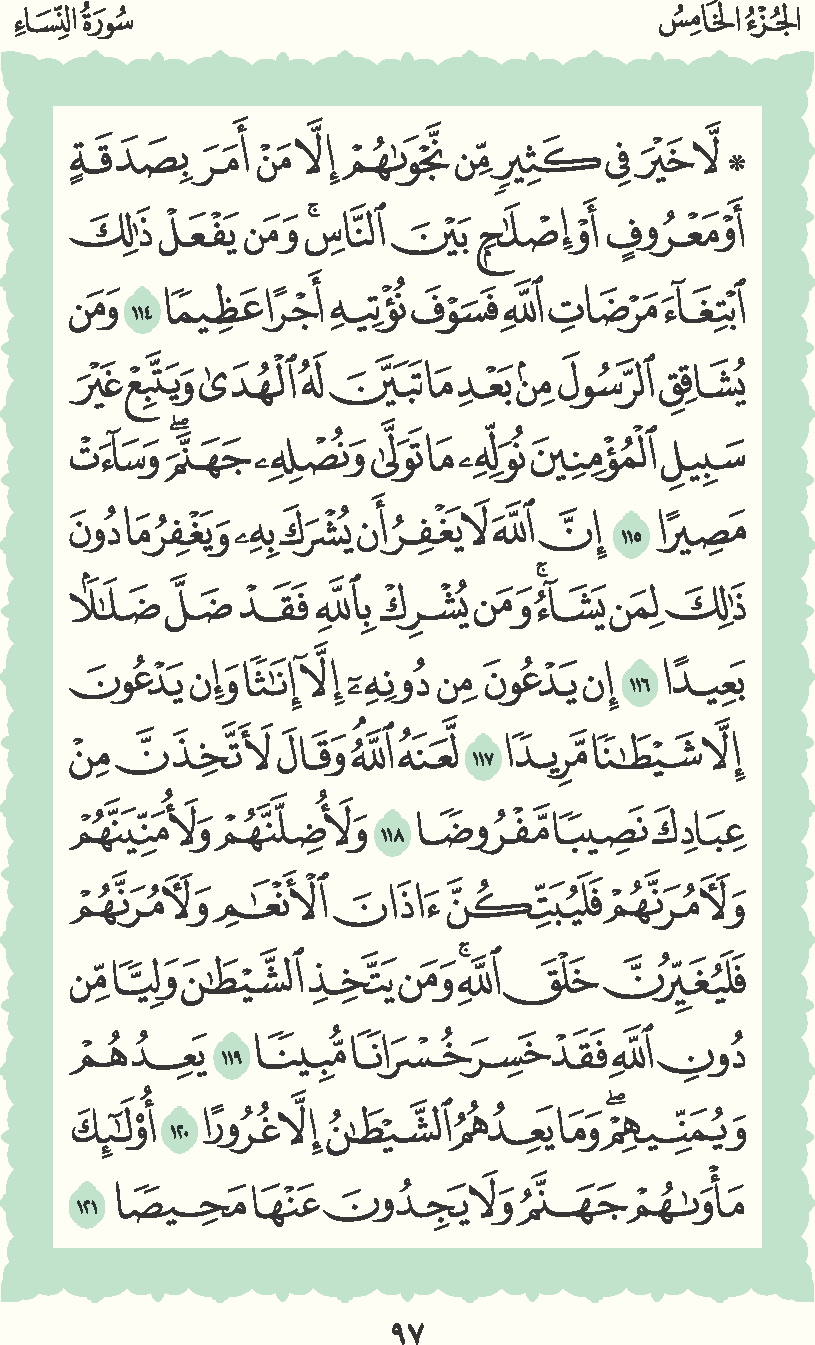 الجُزْءُ الخَامِسُ
سُورَةُ النِّسَاءِ
۞ لَّا خَيْرَ فِي كَثِيرٖ مِّن نَّجْوَىٰهُمْ إِلَّا مَنْ أَمَرَ بِصَدَقَةٍ
أَوْ مَعْرُوفٍ أَوْ إِصْلَٰحٍۭ بَيْنَ ٱلنَّاسِۚ وَمَن يَفْعَلْ ذَٰلِكَ
ٱبْتِغَآءَ مَرْضَاتِ ٱللَّهِ فَسَوْفَ نُؤْتِيهِ أَجْرًا عَظِيمٗا ١١٤ وَمَن
يُشَاقِقِ ٱلرَّسُولَ مِنۢ بَعْدِ مَا تَبَيَّنَ لَهُ ٱلْهُدَىٰ وَيَتَّبِعْ غَيْرَ
سَبِيلِ ٱلْمُؤْمِنِينَ نُوَلِّهِۦ مَا تَوَلَّىٰ وَنُصْلِهِۦ جَهَنَّمَۖ وَسَآءَتْ
مَصِيرًا ١١٥ إِنَّ ٱللَّهَ لَا يَغْفِرُ أَن يُشْرَكَ بِهِۦ وَيَغْفِرُ مَا دُونَ
ذَٰلِكَ لِمَن يَشَآءُۚ وَمَن يُشْرِكْ بِٱللَّهِ فَقَدْ ضَلَّ ضَلَٰلَۢا
بَعِيدًا ١١٦ إِن يَدْعُونَ مِن دُونِهِۦٓ إِلَّآ إِنَٰثٗا وَإِن يَدْعُونَ
إِلَّا شَيْطَٰنٗا مَّرِيدٗا ١١٧ لَّعَنَهُ ٱللَّهُۘ وَقَالَ لَأَتَّخِذَنَّ مِنْ
عِبَادِكَ نَصِيبٗا مَّفْرُوضٗا ١١٨ وَلَأُضِلَّنَّهُمْ وَلَأُمَنِّيَنَّهُمْ
وَلَأٓمُرَنَّهُمْ فَلَيُبَتِّكُنَّ ءَاذَانَ ٱلْأَنْعَٰمِ وَلَأٓمُرَنَّهُمْ
فَلَيُغَيِّرُنَّ خَلْقَ ٱللَّهِۚ وَمَن يَتَّخِذِ ٱلشَّيْطَٰنَ وَلِيّٗا مِّن
دُونِ ٱللَّهِ فَقَدْ خَسِرَ خُسْرَانٗا مُّبِينٗا ١١٩ يَعِدُهُمْ
وَيُمَنِّيهِمْۖ وَمَا يَعِدُهُمُ ٱلشَّيْطَٰنُ إِلَّا غُرُورًا ١٢٠ أُوْلَٰٓئِكَ
مَأْوَىٰهُمْ جَهَنَّمُ وَلَا يَجِدُونَ عَنْهَا مَحِيصٗا ١٢١
٩٧